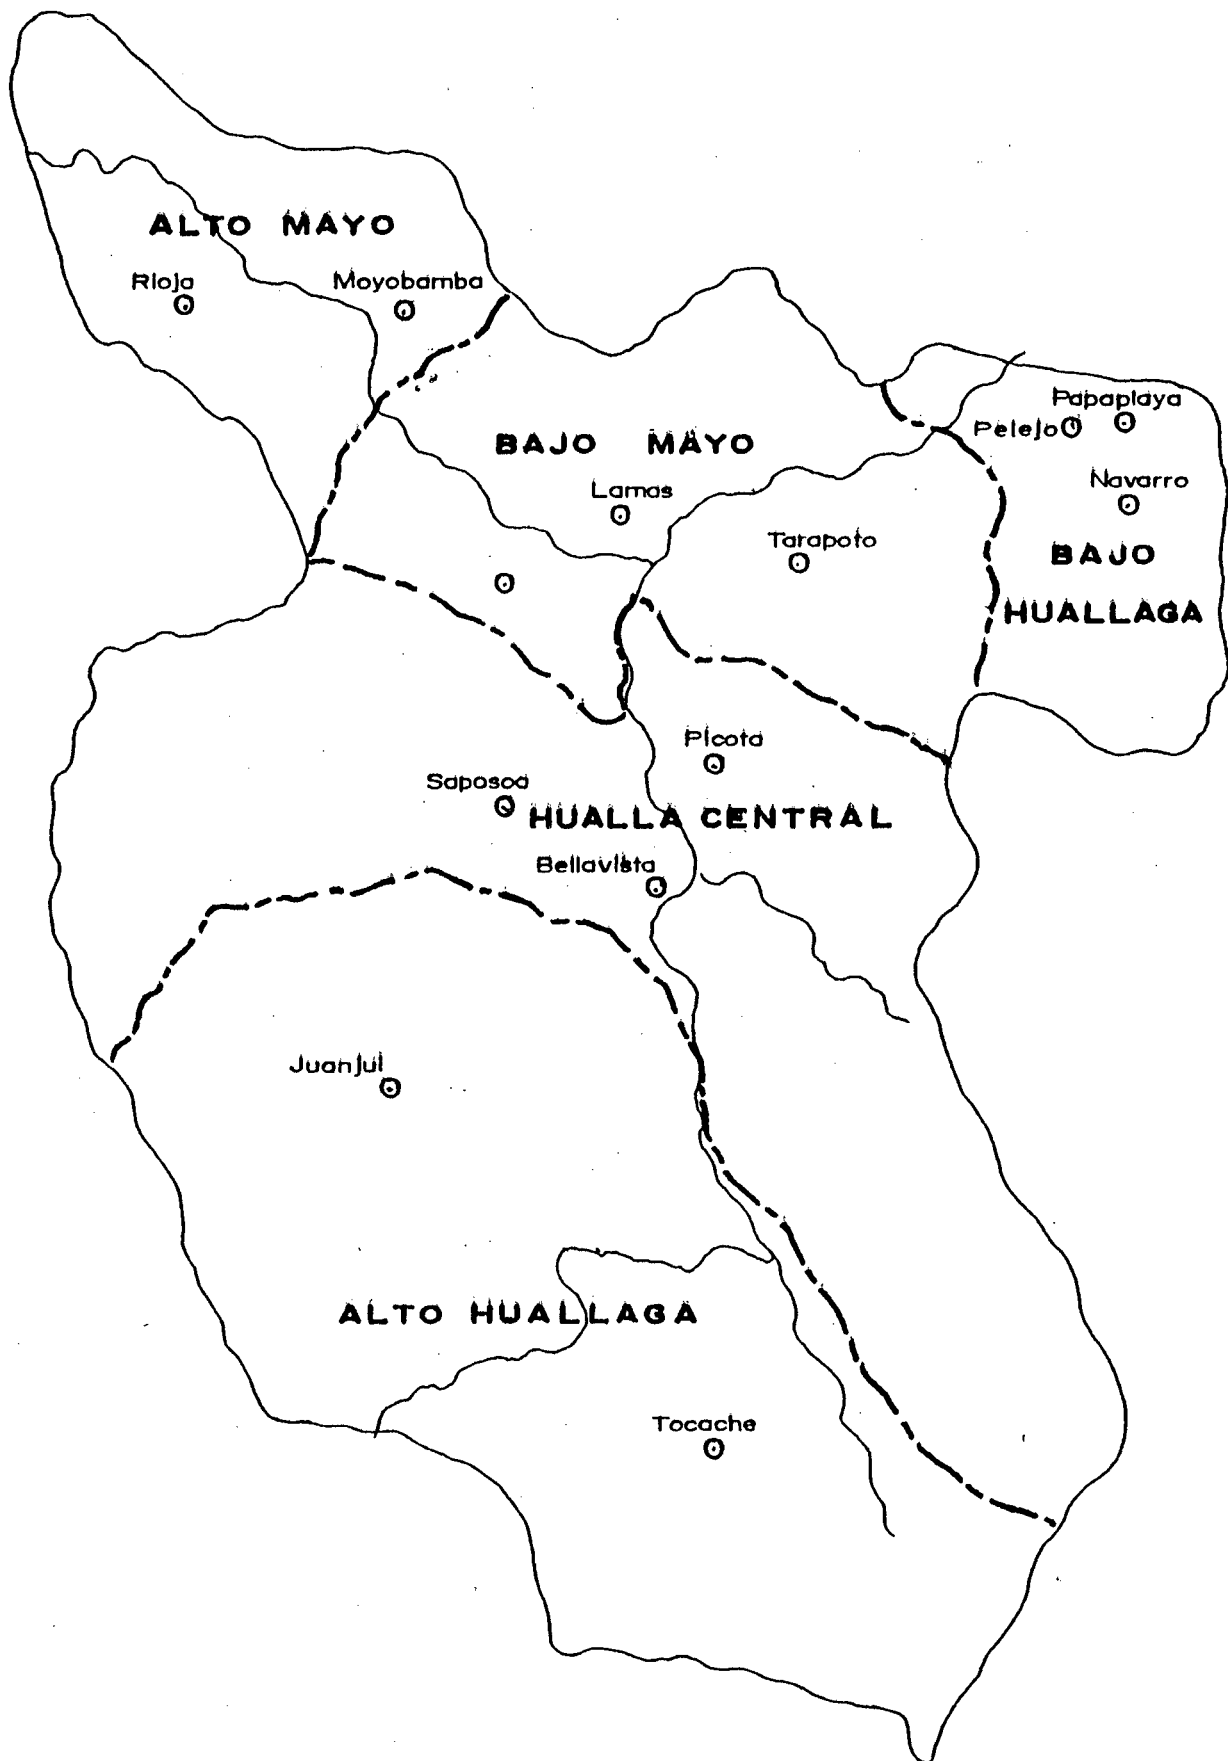 ALTO MAYO
Rioja
Moyobamba
BAJO MAYO
Lamas
Tarapoto
Papaplaya
Pelejo
Navarro
BAJO
HUALLAGA
Picota
Saposoa
HUALLA CENTRAL
Bellavista
Juanjui
ALTO HUALLAGA
Tocache